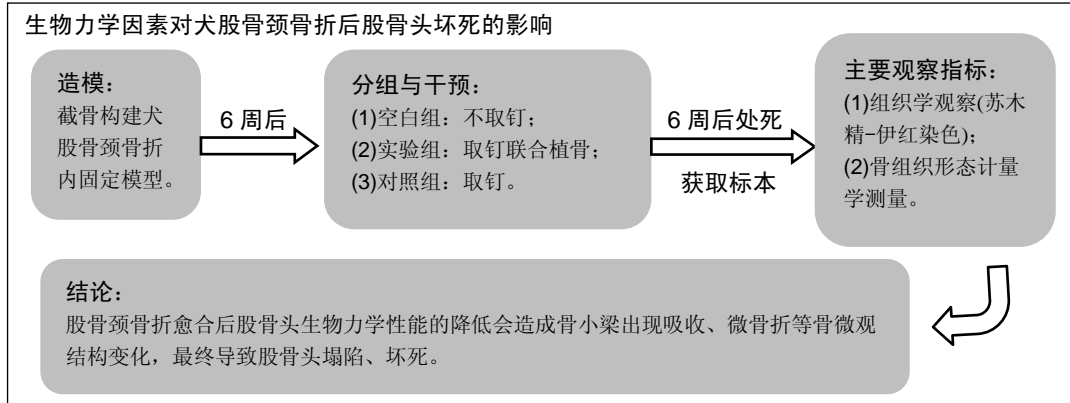 生物力学因素对犬股骨颈骨折后股骨头坏死的影响
造模：
截骨构建犬
股骨颈骨折
内固定模型。
6 周后
分组与干预：
(1)空白组：不取钉；
(2)实验组：取钉联合植骨；
(3)对照组：取钉。
6 周后处死
获取标本
主要观察指标：
(1)组织学观察(苏木
精-伊红染色)；
(2)骨组织形态计量
学测量。
结论：
股骨颈骨折愈合后股骨头生物力学性能的降低会造成骨小梁出现吸收、微骨折等骨微观
结构变化，最终导致股骨头塌陷、坏死。